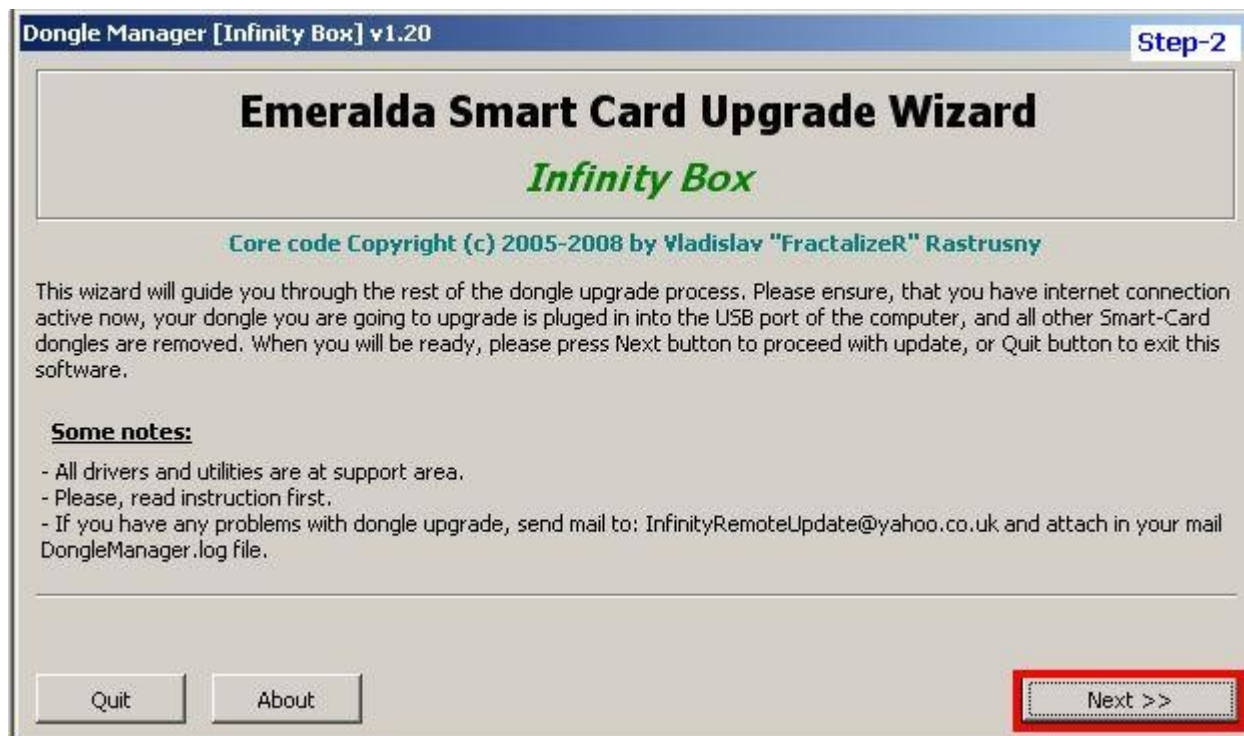 Dongle Manager [Infinity Box] v1.20
Step-2
Emeralda Smart Card Upgrade Wizard
Infinity Box
Core code Copyright (c) 2005-2008 by Vladislav "FractalizeR" Rastrusny
This wizard will guide you through the rest of the dongle upgrade process. Please ensure, that you have internet connection
active now, your dongle you are going to upgrade is pluged in into the USB port of the computer, and all other Smart-Card
dongles are removed. When you will be ready, please press Next button to proceed with update, or Quit button to exit this
software.
Some notes:
- All drivers and utilities are at support area.
- Please, read instruction first.
- If you have any problems with dongle upgrade, send mail to: InfinityRemoteUpdate@yahoo.co.uk and attach in your mail
DongleManager.log file.
Quit
About
Next >>